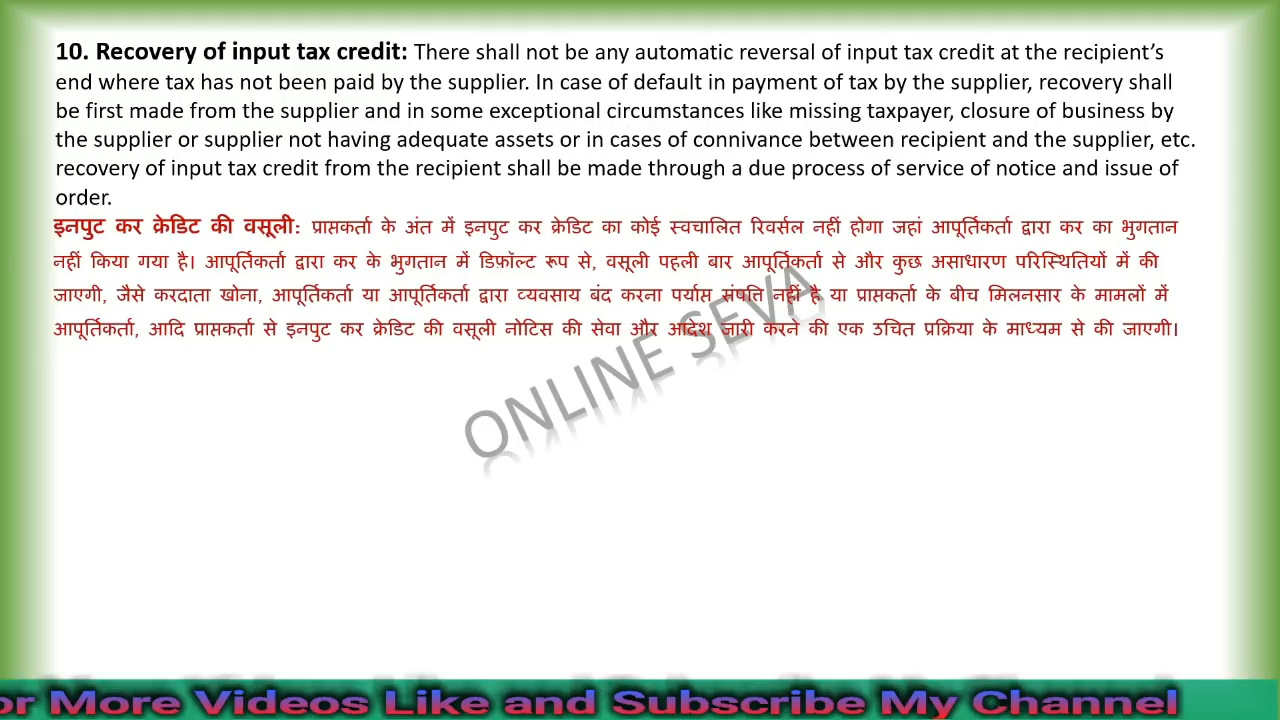 10. Recovery of input tax credit: There shall not be any automatic reversal of input tax credit at the recipient's
end where tax has not been paid by the supplier. In case of default in payment of tax by the supplier, recovery shall
be first made from the supplier and in some exceptional circumstances like missing taxpayer, closure of business by
the supplier or supplier not having adequate assets or in cases of connivance between recipient and the supplier, etc.
recovery of input tax credit from the recipient shall be made through a due process of service of notice and issue of
order.
इनपुट कर क्रेडिट की वसूली: प्राप्तकर्ता के अंत में इनपुट कर क्रेडिट का कोई स्वचालित रिवर्सल नहीं होगा जहां आपूर्तिकर्ता द्वारा कर का भुगतान
नहीं किया गया है। आपूर्तिकर्ता द्वारा कर के भुगतान में डिफ़ॉल्ट रूप से, वसूली पहली बार आपूर्तिकर्ता से और कुछ असाधारण परिस्थितियों में की
जाएगी, जैसे करदाता खोना, आपूर्तिकर्ता या आपूर्तिकर्ता द्वारा व्यवसाय बंद करना पर्याप्त संपत्ति नहीं है या प्राप्तकर्ता के बीच मिलनसार के मामलों में
आपूर्तिकर्ता, आदि प्राप्तकर्ता से इनपुट कर क्रेडिट की वसूली नोटिस की सेवा और आदेश जारी करने की एक उचित प्रक्रिया के माध्यम से की जाएगी।
ONLINE SEVA
or More Videos Like and Subscribe My Channel